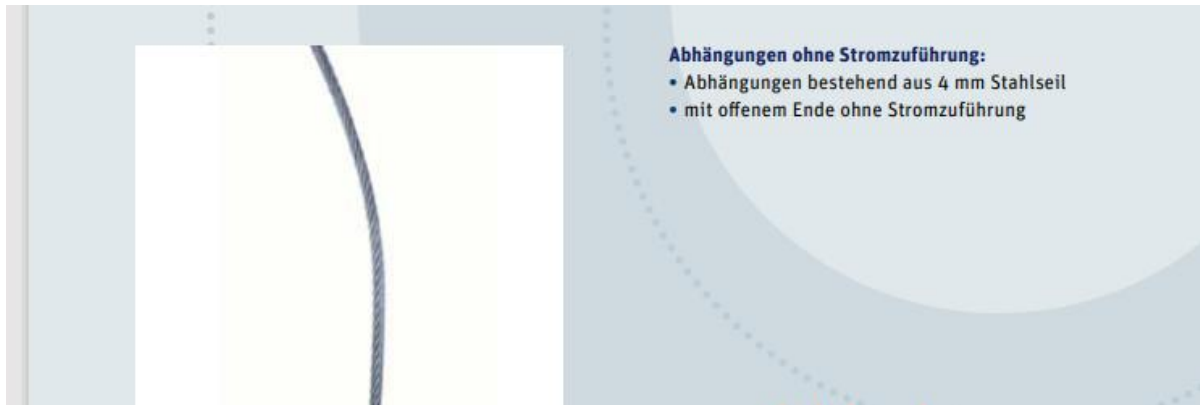 Abhängungen ohne Stromzuführung:
• Abhängungen bestehend aus 4 mm Stahlseil
• mit offenem Ende ohne Stromzuführung